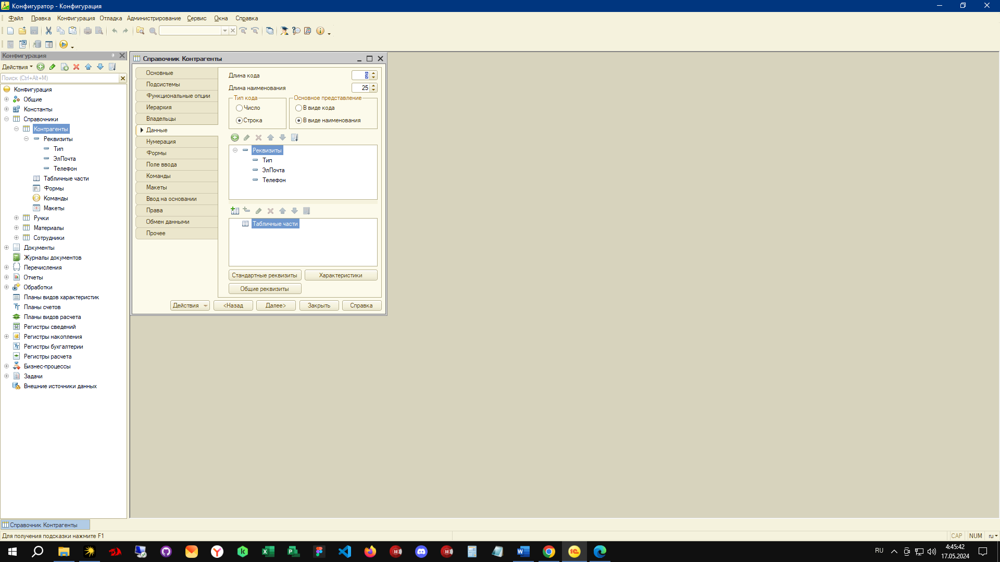 Конфигуратор - Конфигурация
Файл Правка Конфигурация Отладка Администрирование Сервис Окна Справка
Конфигурация
Действия
Поиск (Ctrl+Alt+M)
Конфигурация
Общие
Константы
Справочники
Контрагенты
Реквизиты
Тип
ЭлПочта
Телефон
Табличные части
Формы
Команды
Макеты
Ручки
Материалы
Сотрудники
Документы
Журналы документов
Перечисления
Отчеты
Обработки
Планы видов характеристик
Планы счетов
Планы видов расчета
Регистры сведений
Регистры накопления
Регистры бухгалтерии
Регистры расчета
Бизнес-процессы
Задачи
Внешние источники данных
Справочник Контрагенты
Основные
Подсистемы
Функциональные опции
Иерархия
Владельцы
Данные
Нумерация
Формы
Поле ввода
Команды
Макеты
Ввод на основании
Права
Обмен данными
Прочее
Длина кода 9
Длина наименования 25
Тип кода
Число
Строка
Основное представление
В виде кода
В виде наименования
Реквизиты
Тип
ЭлПочта
Телефон
Табличные части
Стандартные реквизиты Характеристики
Общие реквизиты
Действия <Назад Далее> Закрыть Справка
Справочник Контрагенты
Для получения подсказки нажмите F1
CAP NUM ru
RU
4:45:42
17.05.2024